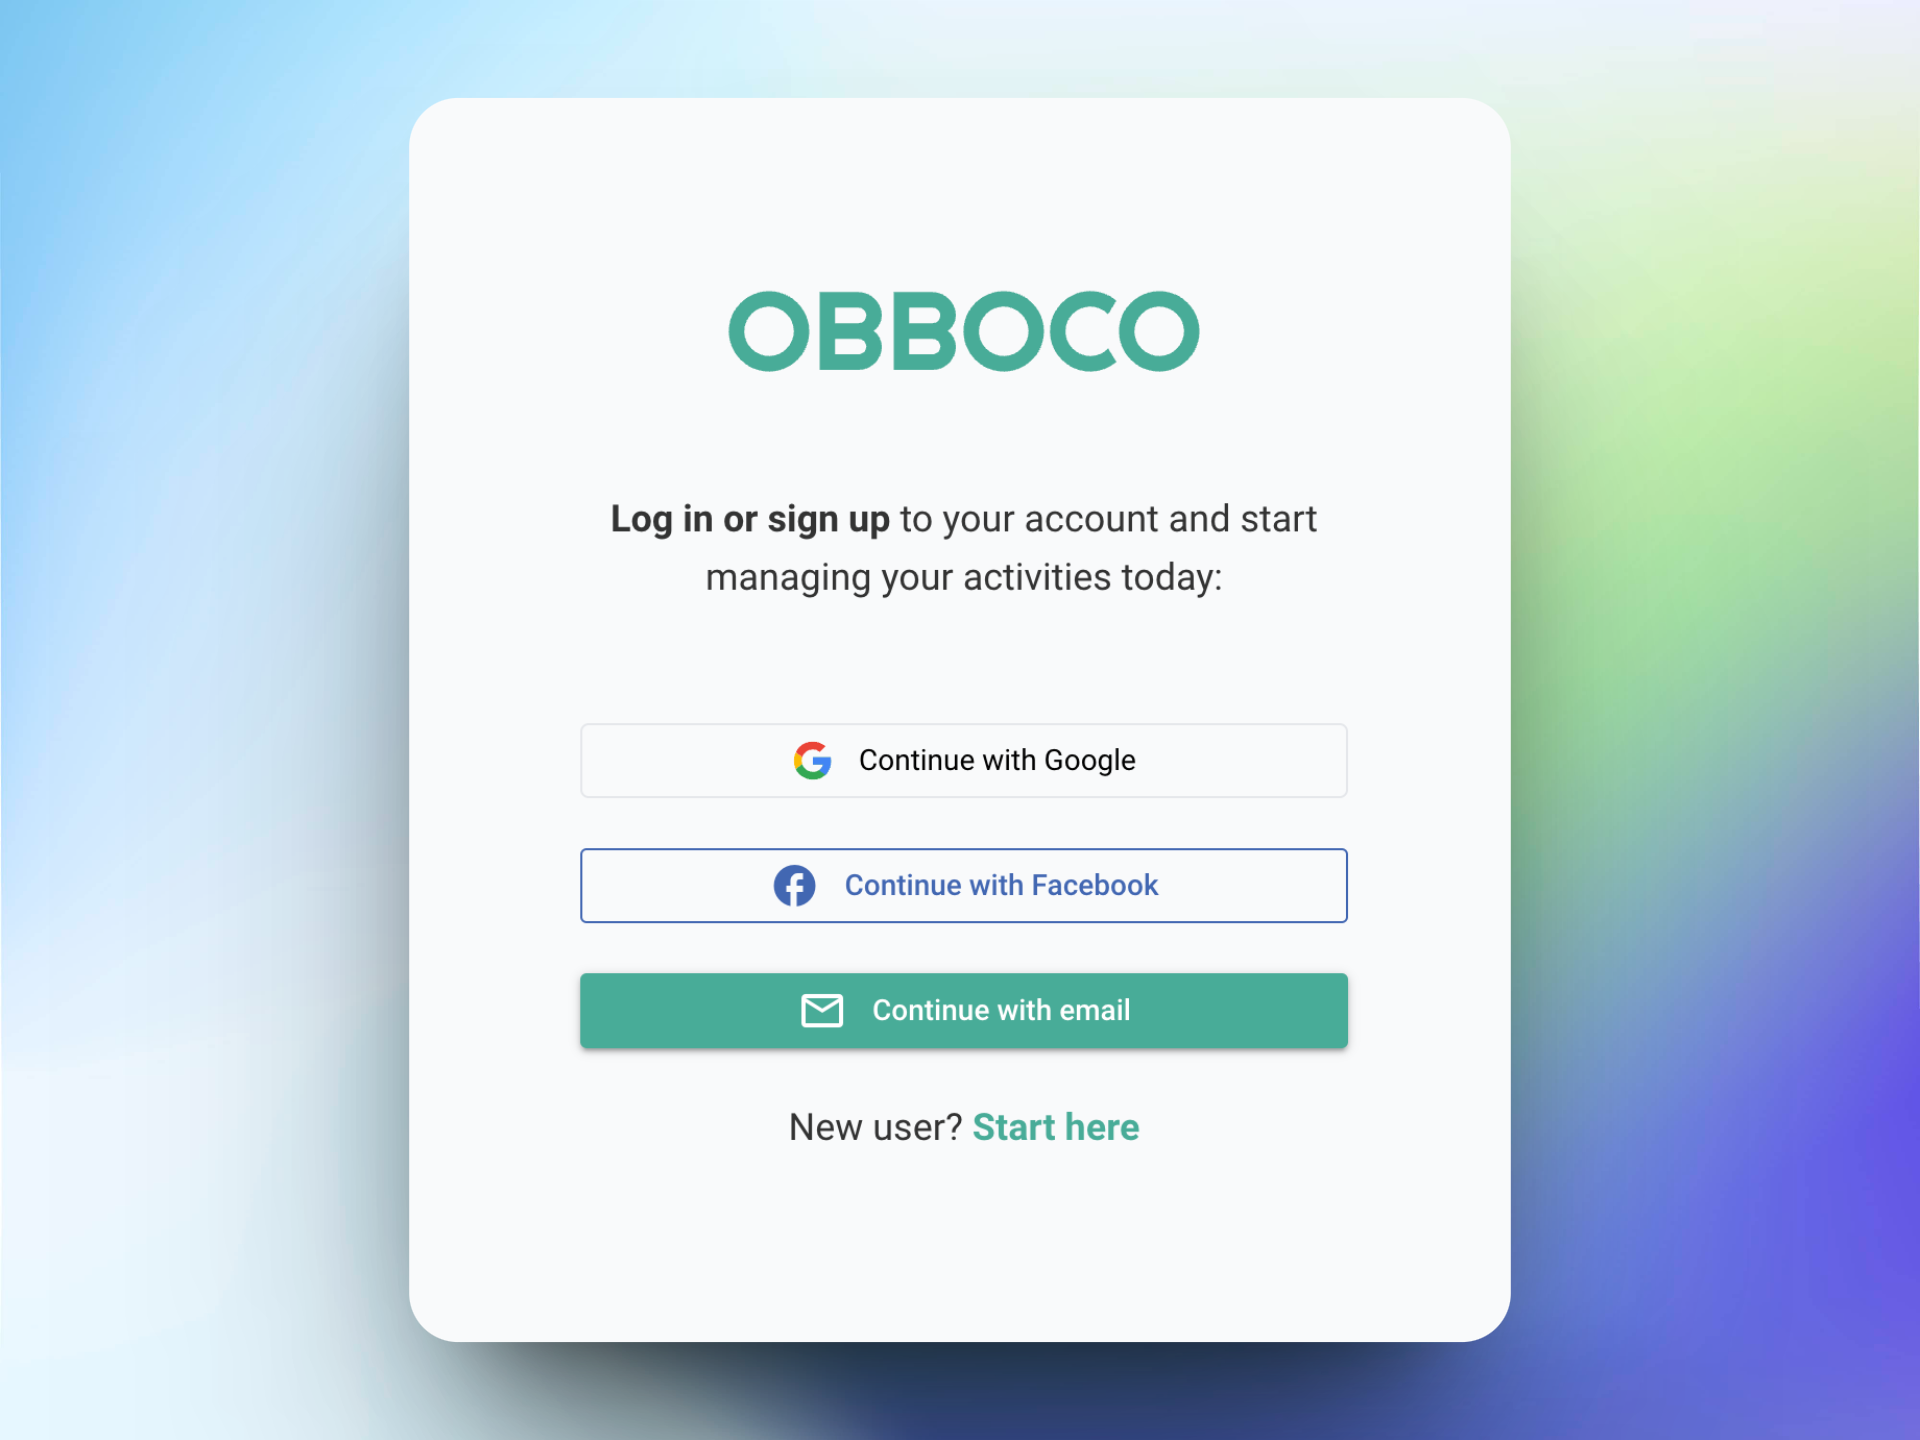 OBBOCO
Log in or sign up to your account and start
managing your activities today:
Continue with Google
Continue with Facebook
Continue with email
New user? Start here